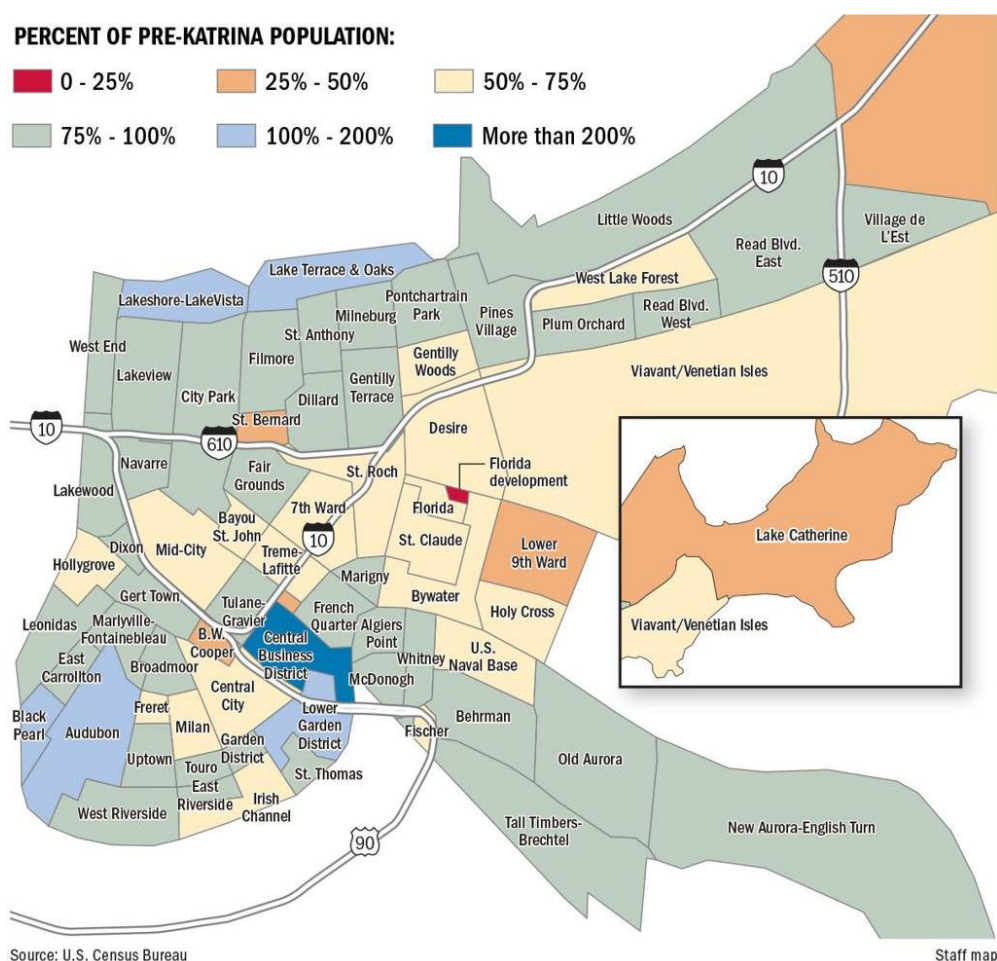 PERCENT OF PRE-KATRINA POPULATION:
0 - 25%
25% - 50%
50% - 75%
75% - 100%
100% - 200%
More than 200%
10
Little Woods
Village de
L'Est
Read Blvd.
East
510
West Lake Forest
Lake Terrace & Oaks
Lakeshore-LakeVista
Pontchartrain
Park
Milneburg
St. Anthony
Pines
Village
Plum Orchard
Read Blvd.
West
West End
Lakeview
Filmore
Gentilly
Woods
Viavant/Venetian Isles
City Park
Dillard
Gentilly
Terrace
St. Bernard
10
610
Desire
Navarre
Fair
Grounds
St. Roch
Florida
development
Lakewood
7th Ward
Florida
Bayou
St. John
10
St. Claude
Lower
9th Ward
Lake Catherine
Dixon
Mid-City
Treme-
Lafitte
Hollygrove
Marigny
Bywater
Holy Cross
Gert Town
Tulane-
Gravier
French
Quarter
Algiers
Point
Leonidas
Marlyville-
Fontainebleau
B.W.
Cooper
Central
Business
District
Whitney
U.S.
Naval Base
Viavant/Venetian Isles
East
Carrollton
Broadmoor
McDonogh
Central
City
Black
Pearl
Audubon
Freret
Milan
Lower
Garden
District
Fischer
Behrman
Uptown
Garden
District
Touro
St. Thomas
Old Aurora
East
Riverside
West Riverside
Irish
Channel
Tall Timbers-
Brechtel
New Aurora-English Turn
90
Source: U.S. Census Bureau
Staff map